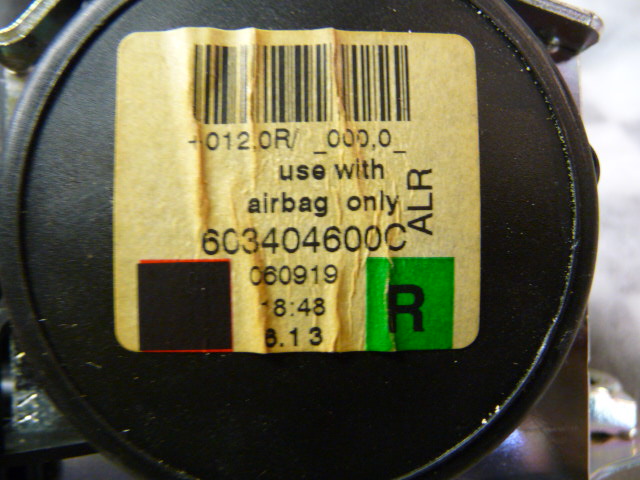 -012.0R/ _000,0_
use with
airbag only
ALR
603404600C
060919
18:48
R
8.13